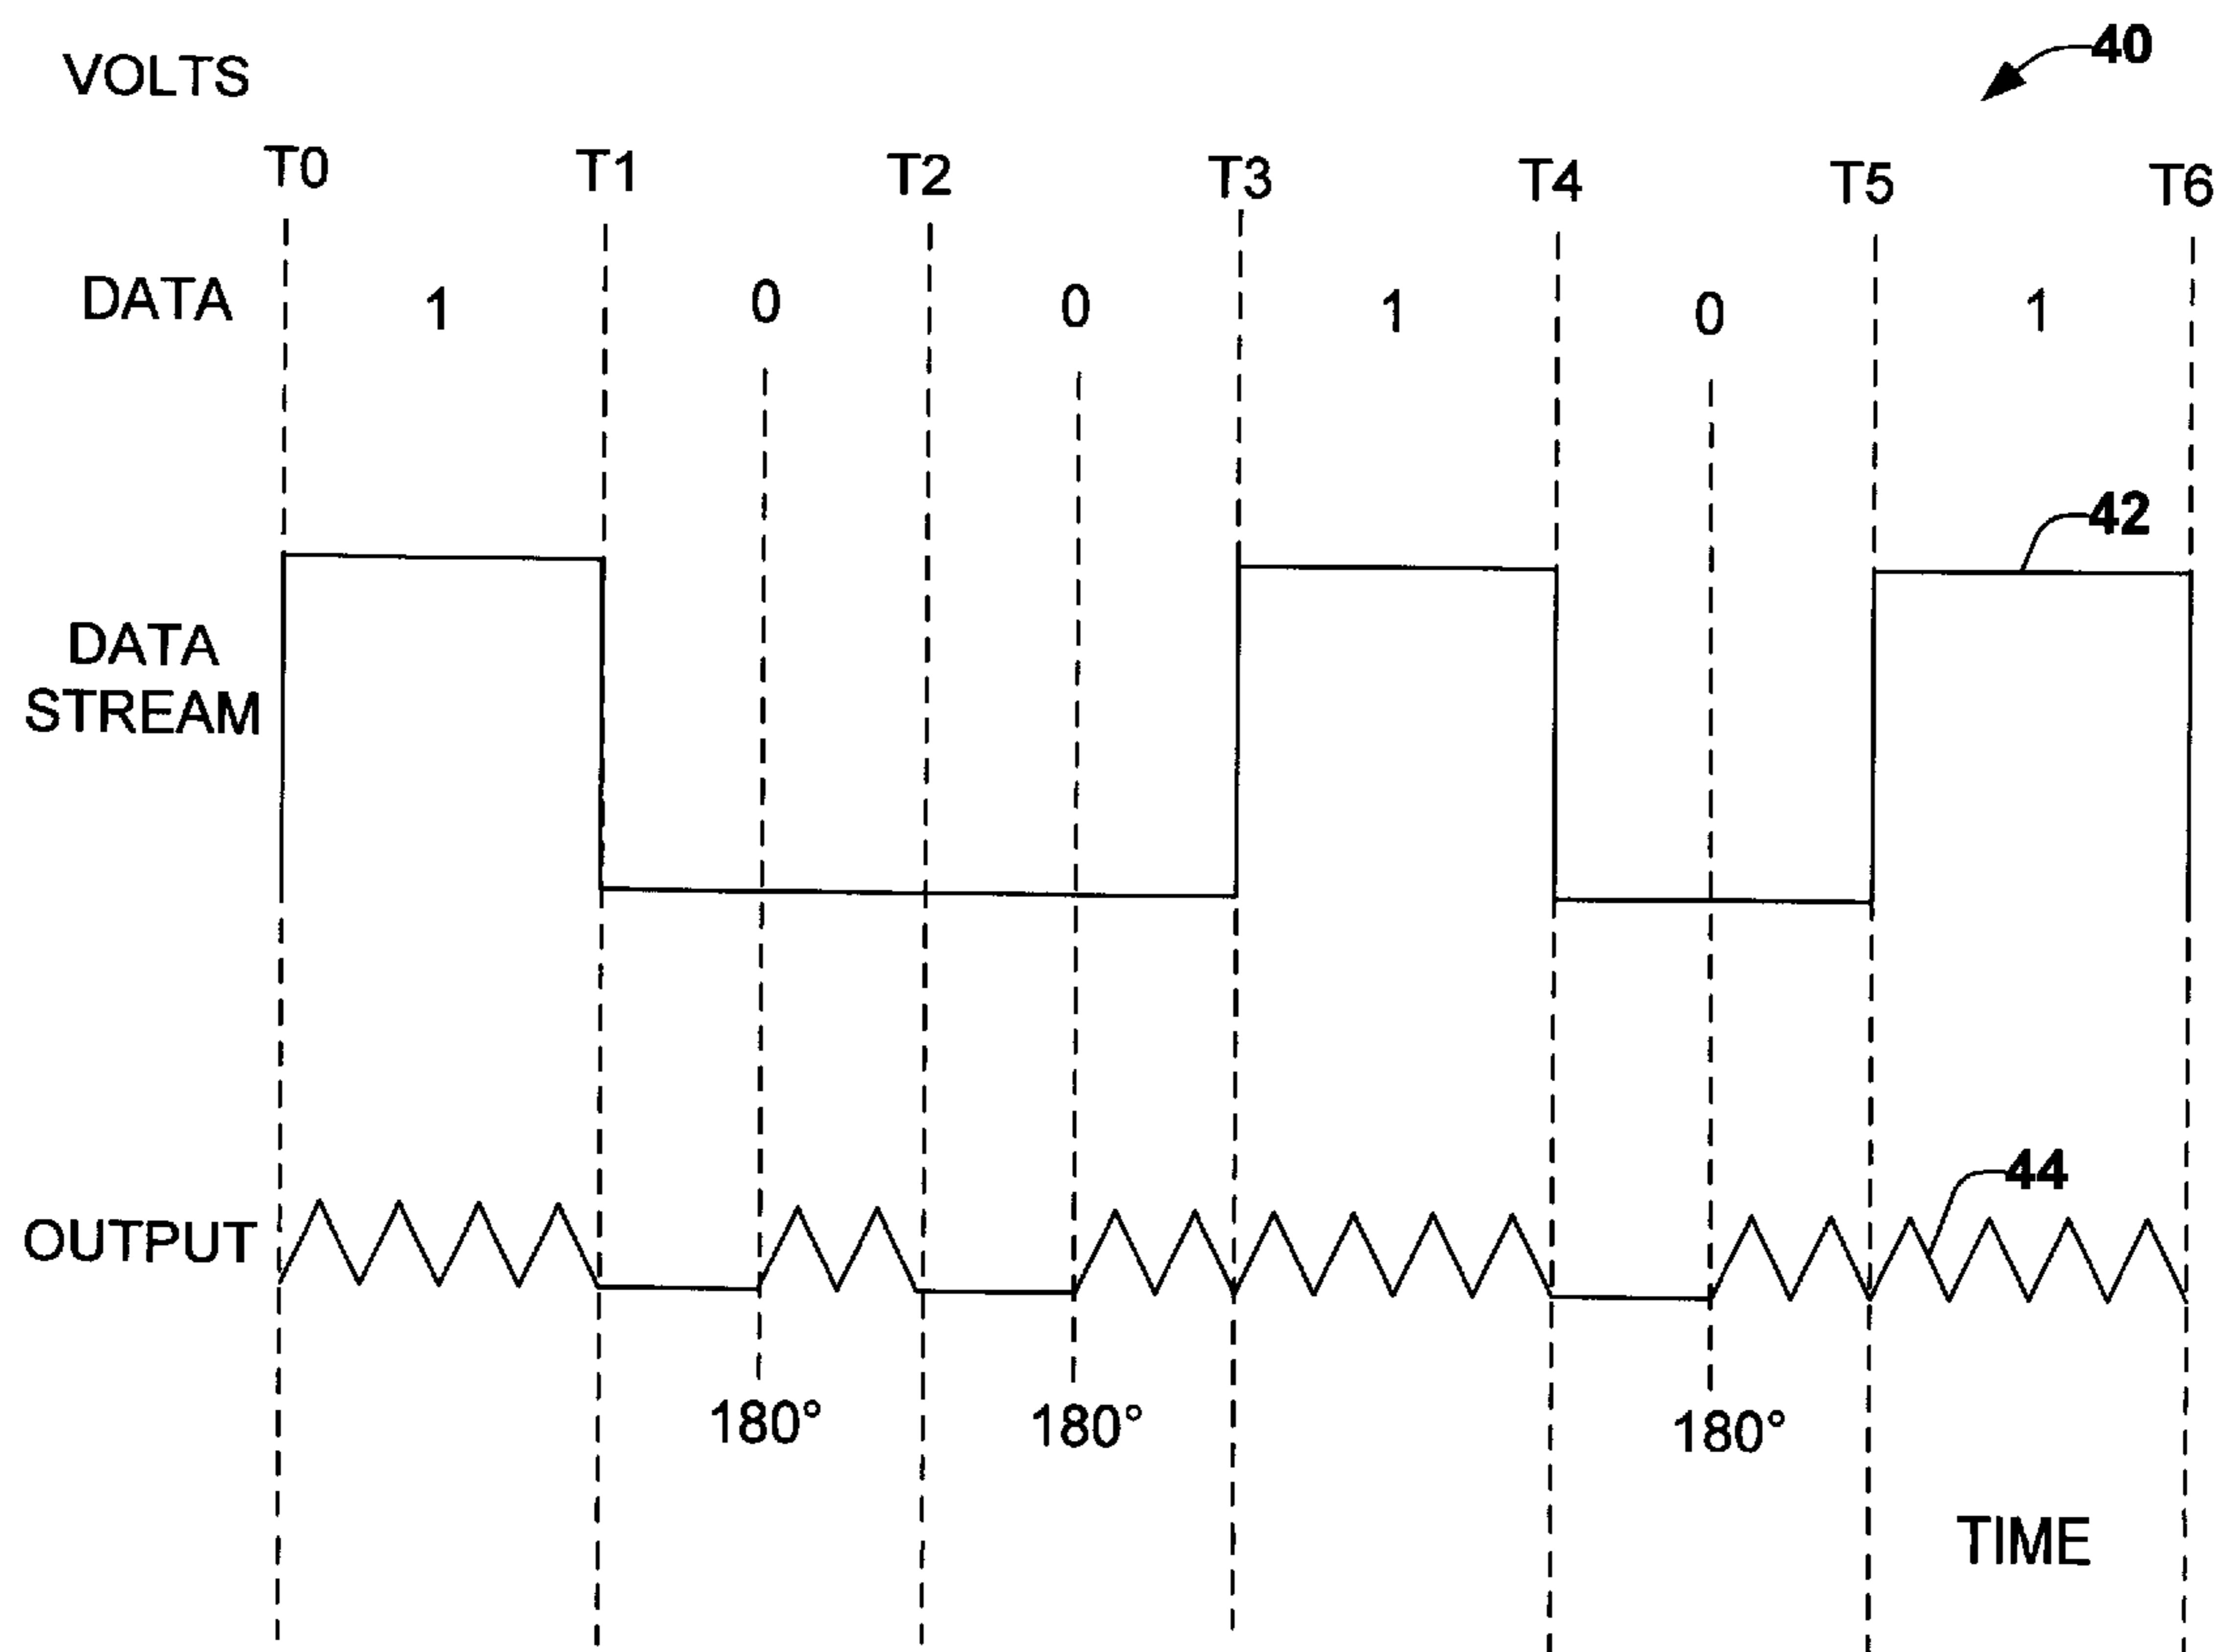 VOLTS
40
T0 T1 T2 T3 T4 T5 T6
DATA 1 0 0 1 0 1
42
DATA
STREAM
44
OUTPUT
180° 180° 180°
TIME